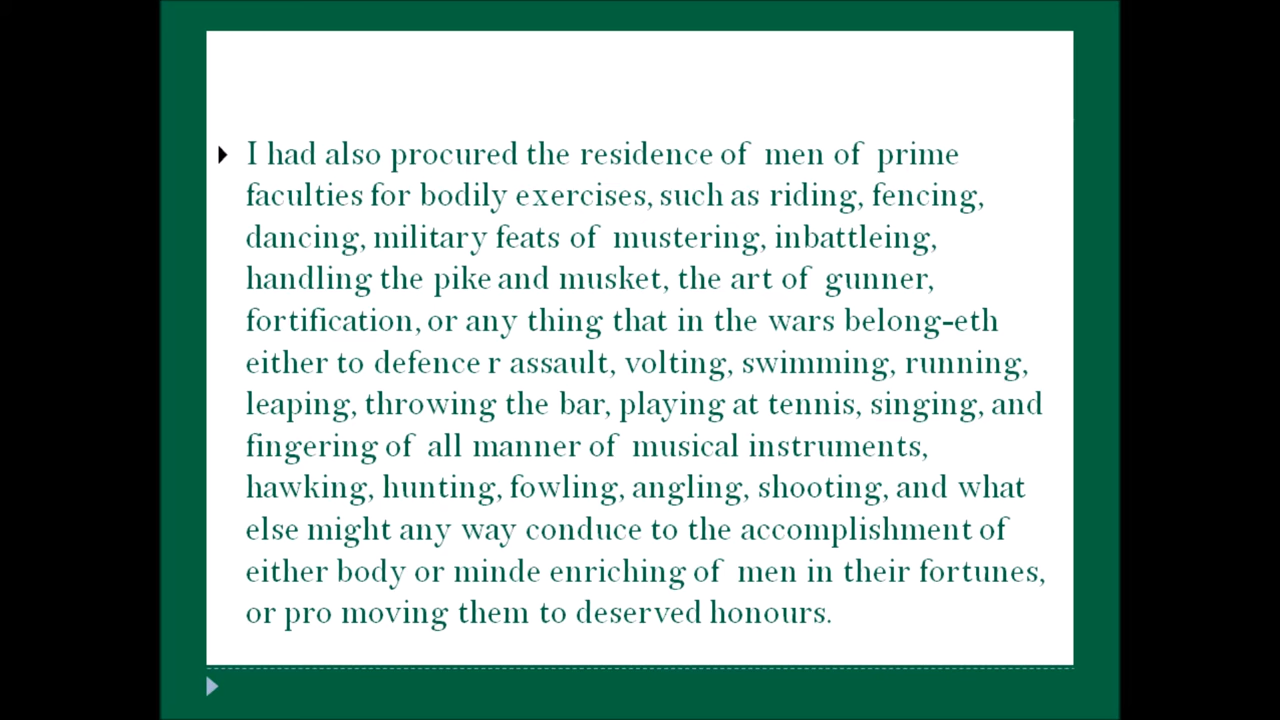 I had also procured the residence of men of prime
faculties for bodily exercises, such as riding, fencing,
dancing, military feats of mustering, inbattleing,
handling the pike and musket, the art of gunner,
fortification, or any thing that in the wars belong-eth
either to defence r assault, volting, swimming, running,
leaping, throwing the bar, playing at tennis, singing, and
fingering of all manner of musical instruments,
hawking, hunting, fowling, angling, shooting, and what
else might any way conduce to the accomplishment of
either body or minde enriching of men in their fortunes,
or pro moving them to deserved honours.